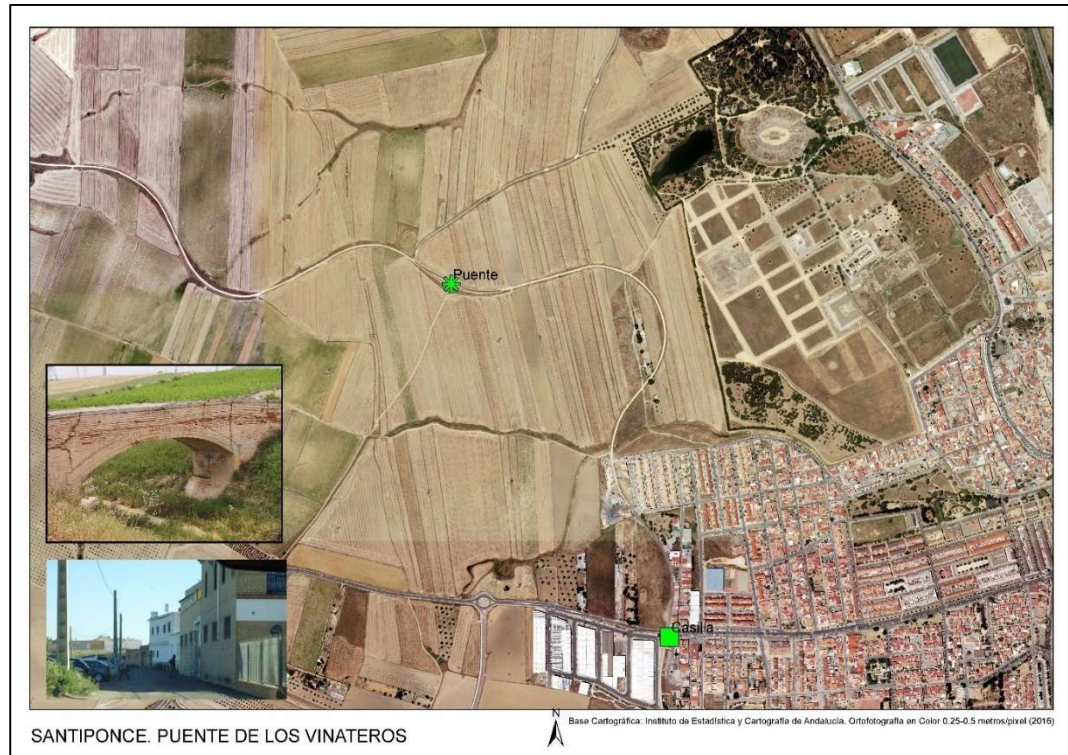 Puente
Casilla
SANTIPONCE. PUENTE DE LOS VINATEROS
N
Base Cartográfica: Instituto de Estadística y Cartografía de Andalucía. Ortofotografía en Color 0.25-0.5 metros/pixel (2016)